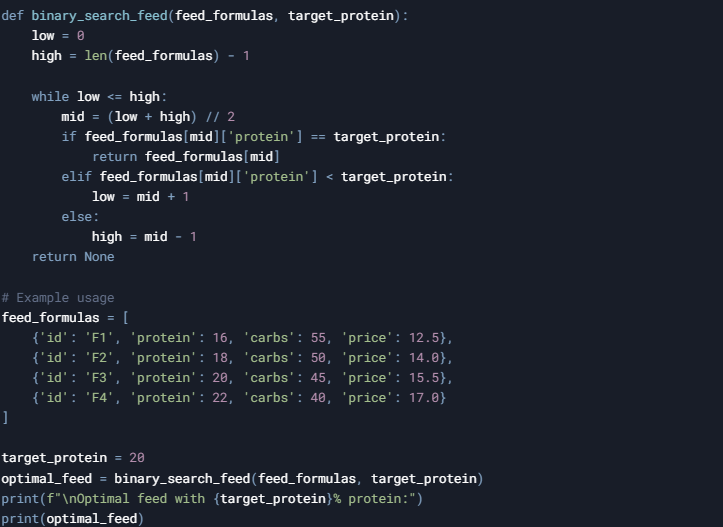 def binary_search_feed(feed_formulas, target_protein):
    low = 0
    high = len(feed_formulas) - 1

    while low <= high:
        mid = (low + high) // 2
        if feed_formulas[mid]['protein'] == target_protein:
            return feed_formulas[mid]
        elif feed_formulas[mid]['protein'] < target_protein:
            low = mid + 1
        else:
            high = mid - 1
    return None

# Example usage
feed_formulas = [
    {'id': 'F1', 'protein': 16, 'carbs': 55, 'price': 12.5},
    {'id': 'F2', 'protein': 18, 'carbs': 50, 'price': 14.0},
    {'id': 'F3', 'protein': 20, 'carbs': 45, 'price': 15.5},
    {'id': 'F4', 'protein': 22, 'carbs': 40, 'price': 17.0}
]

target_protein = 20
optimal_feed = binary_search_feed(feed_formulas, target_protein)
print(f"\nOptimal feed with {target_protein}% protein:")
print(optimal_feed)